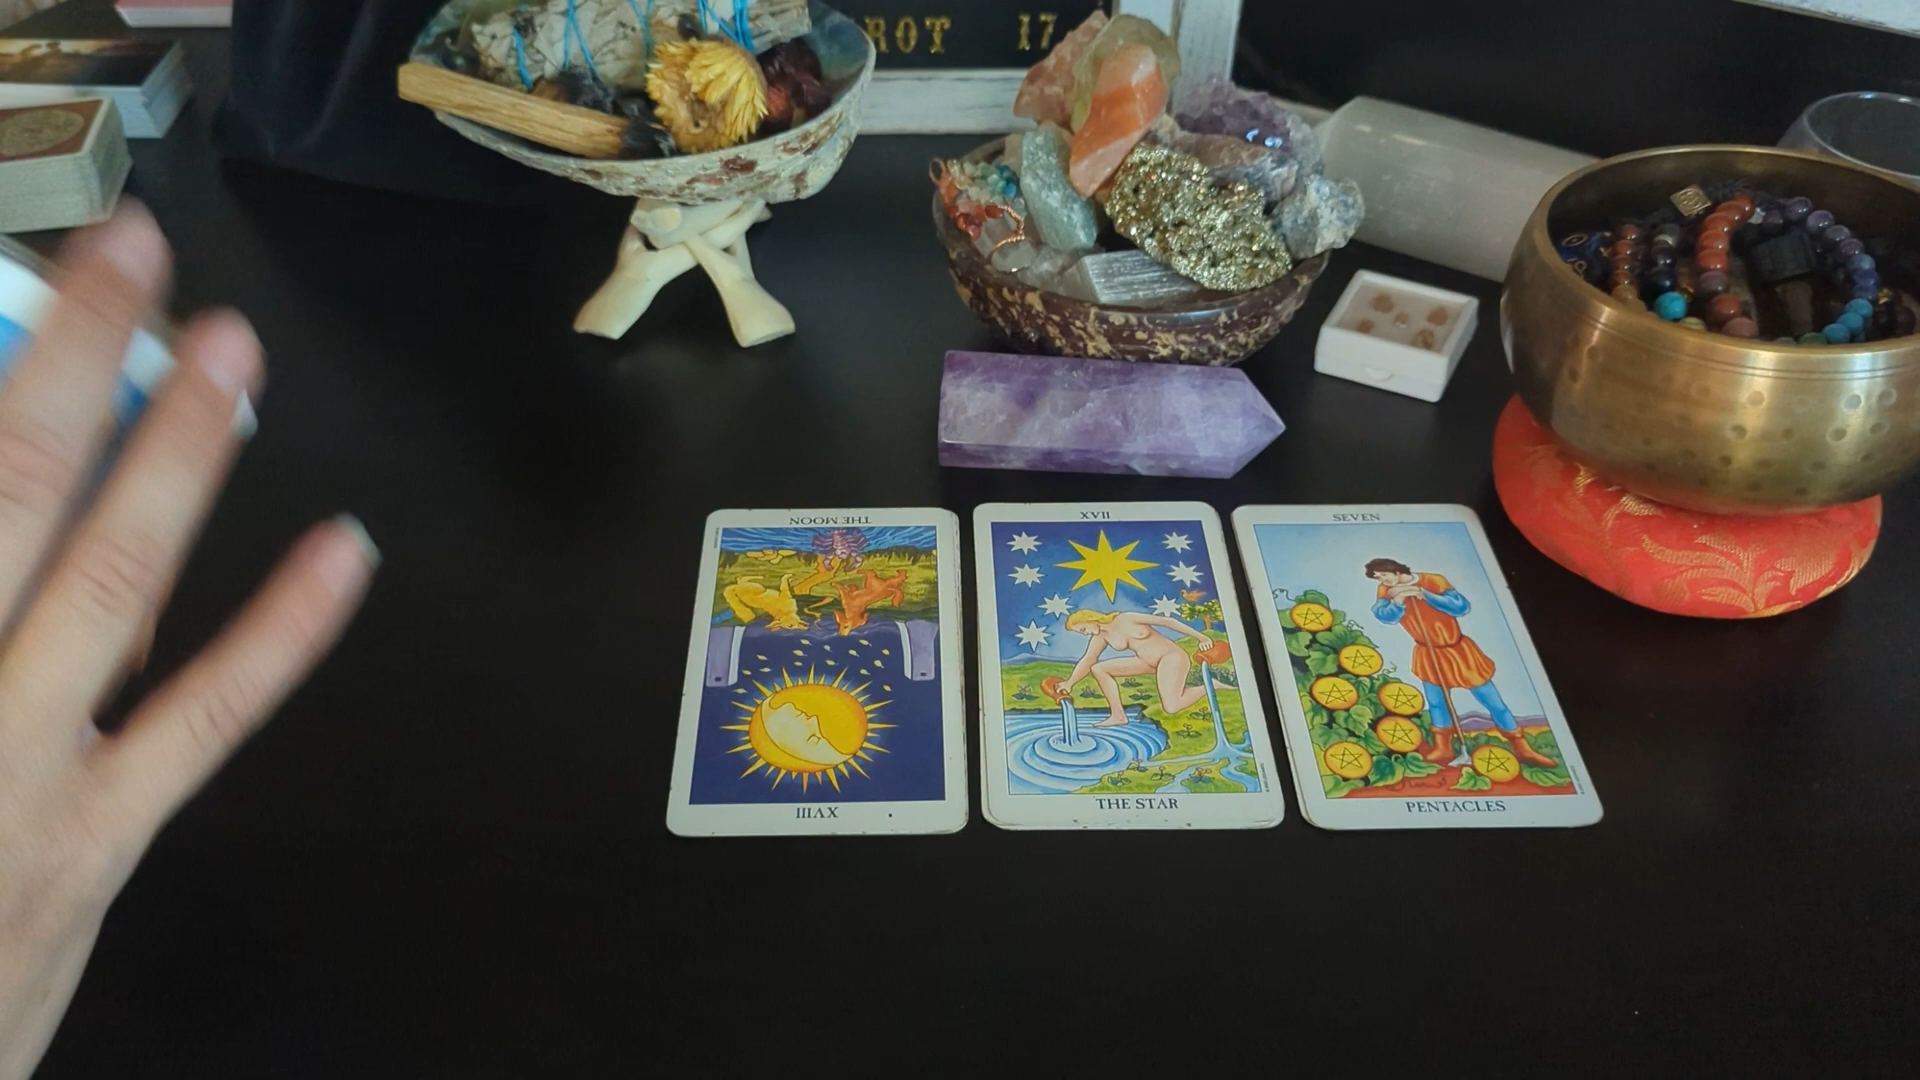 ROT 17
THE MOON
XVIII
XVII
THE STAR
SEVEN
PENTACLES